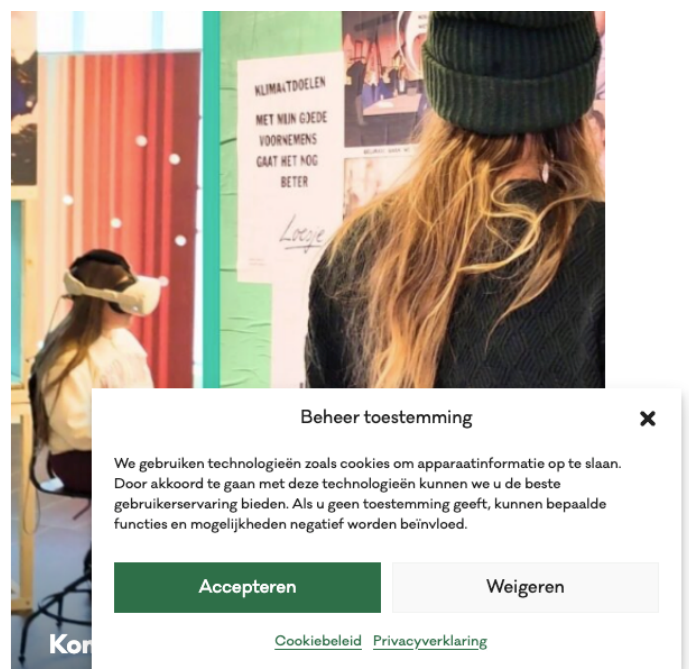 KLIMAATDOELEN
MET MIJN GOEDE
VOORNEMENS
GAAT HET NOG
BETER
Loesje
Beheer toestemming
We gebruiken technologieën zoals cookies om apparaatinformatie op te slaan.
Door akkoord te gaan met deze technologieën kunnen we u de beste
gebruikerservaring bieden. Als u geen toestemming geeft, kunnen bepaalde
functies en mogelijkheden negatief worden beïnvloed.
Accepteren
Weigeren
Cookiebeleid
Privacyverklaring
Kor